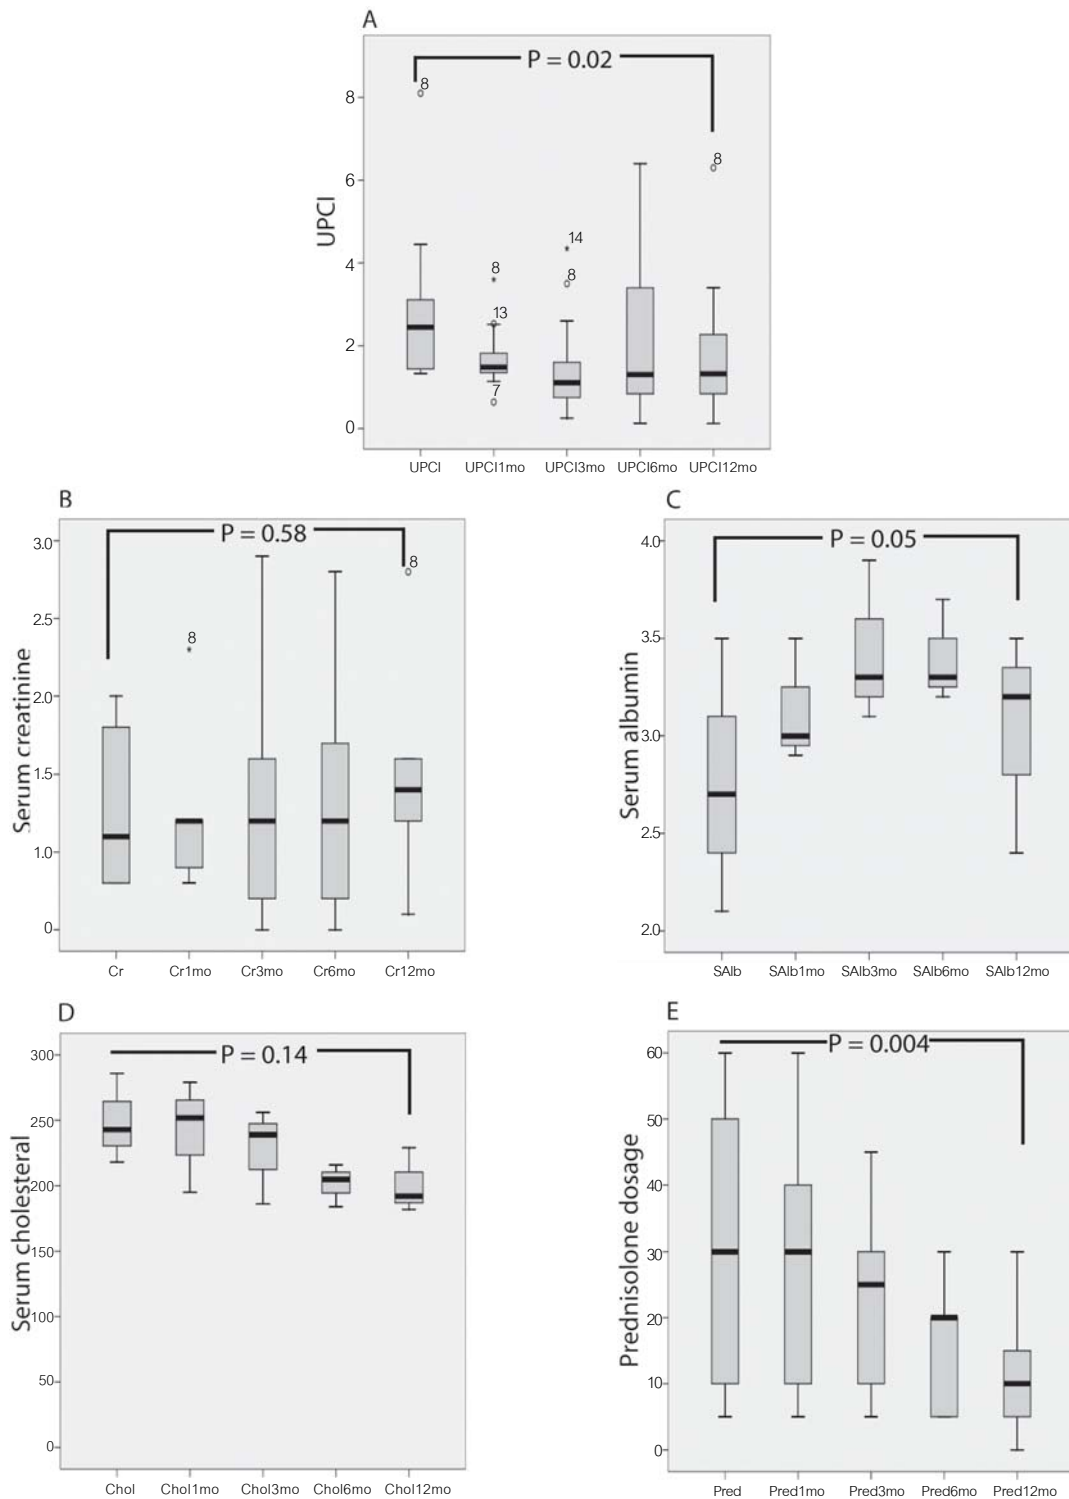 A
P = 0.02
8
8
8
6
14
UPCI
4
8
8
13
2
7
0
UPCI UPCI1mo UPCI3mo UPCI6mo UPCI12mo
B
P = 0.58
3.0
8
2.5
8
Serum creatinine
2.0
1.5
1.0
0
Cr Cr1mo Cr3mo Cr6mo Cr12mo
C
P = 0.05
4.0
3.5
Serum albumin
3.0
2.5
2.0
SAlb SAlb1mo SAlb3mo SAlb6mo SAlb12mo
D
P = 0.14
300
250
Serum cholesteral
200
150
100
50
0
Chol Chol1mo Chol3mo Chol6mo Chol12mo
E
P = 0.004
60
50
Prednisolone dosage
40
30
20
10
0
Pred Pred1mo Pred3mo Pred6mo Pred12mo